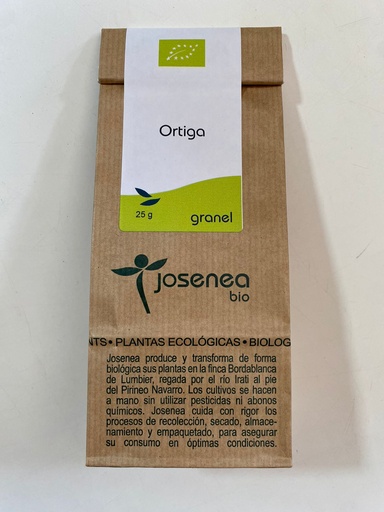 Ortiga
25 g
granel
josenea
bio
NTS • PLANTAS ECOLÓGICAS • BIOLOG
Josenea produce y transforma de forma
biológica sus plantas en la finca Bordablanca
de Lumbier, regada por el río Irati al pie
del Pirineo Navarro. Los cultivos se hacen
a mano sin utilizar pesticidas ni abonos
químicos. Josenea cuida con rigor los
procesos de recolección, secado, almace-
namiento y empaquetado, para asegurar
su consumo en óptimas condiciones.